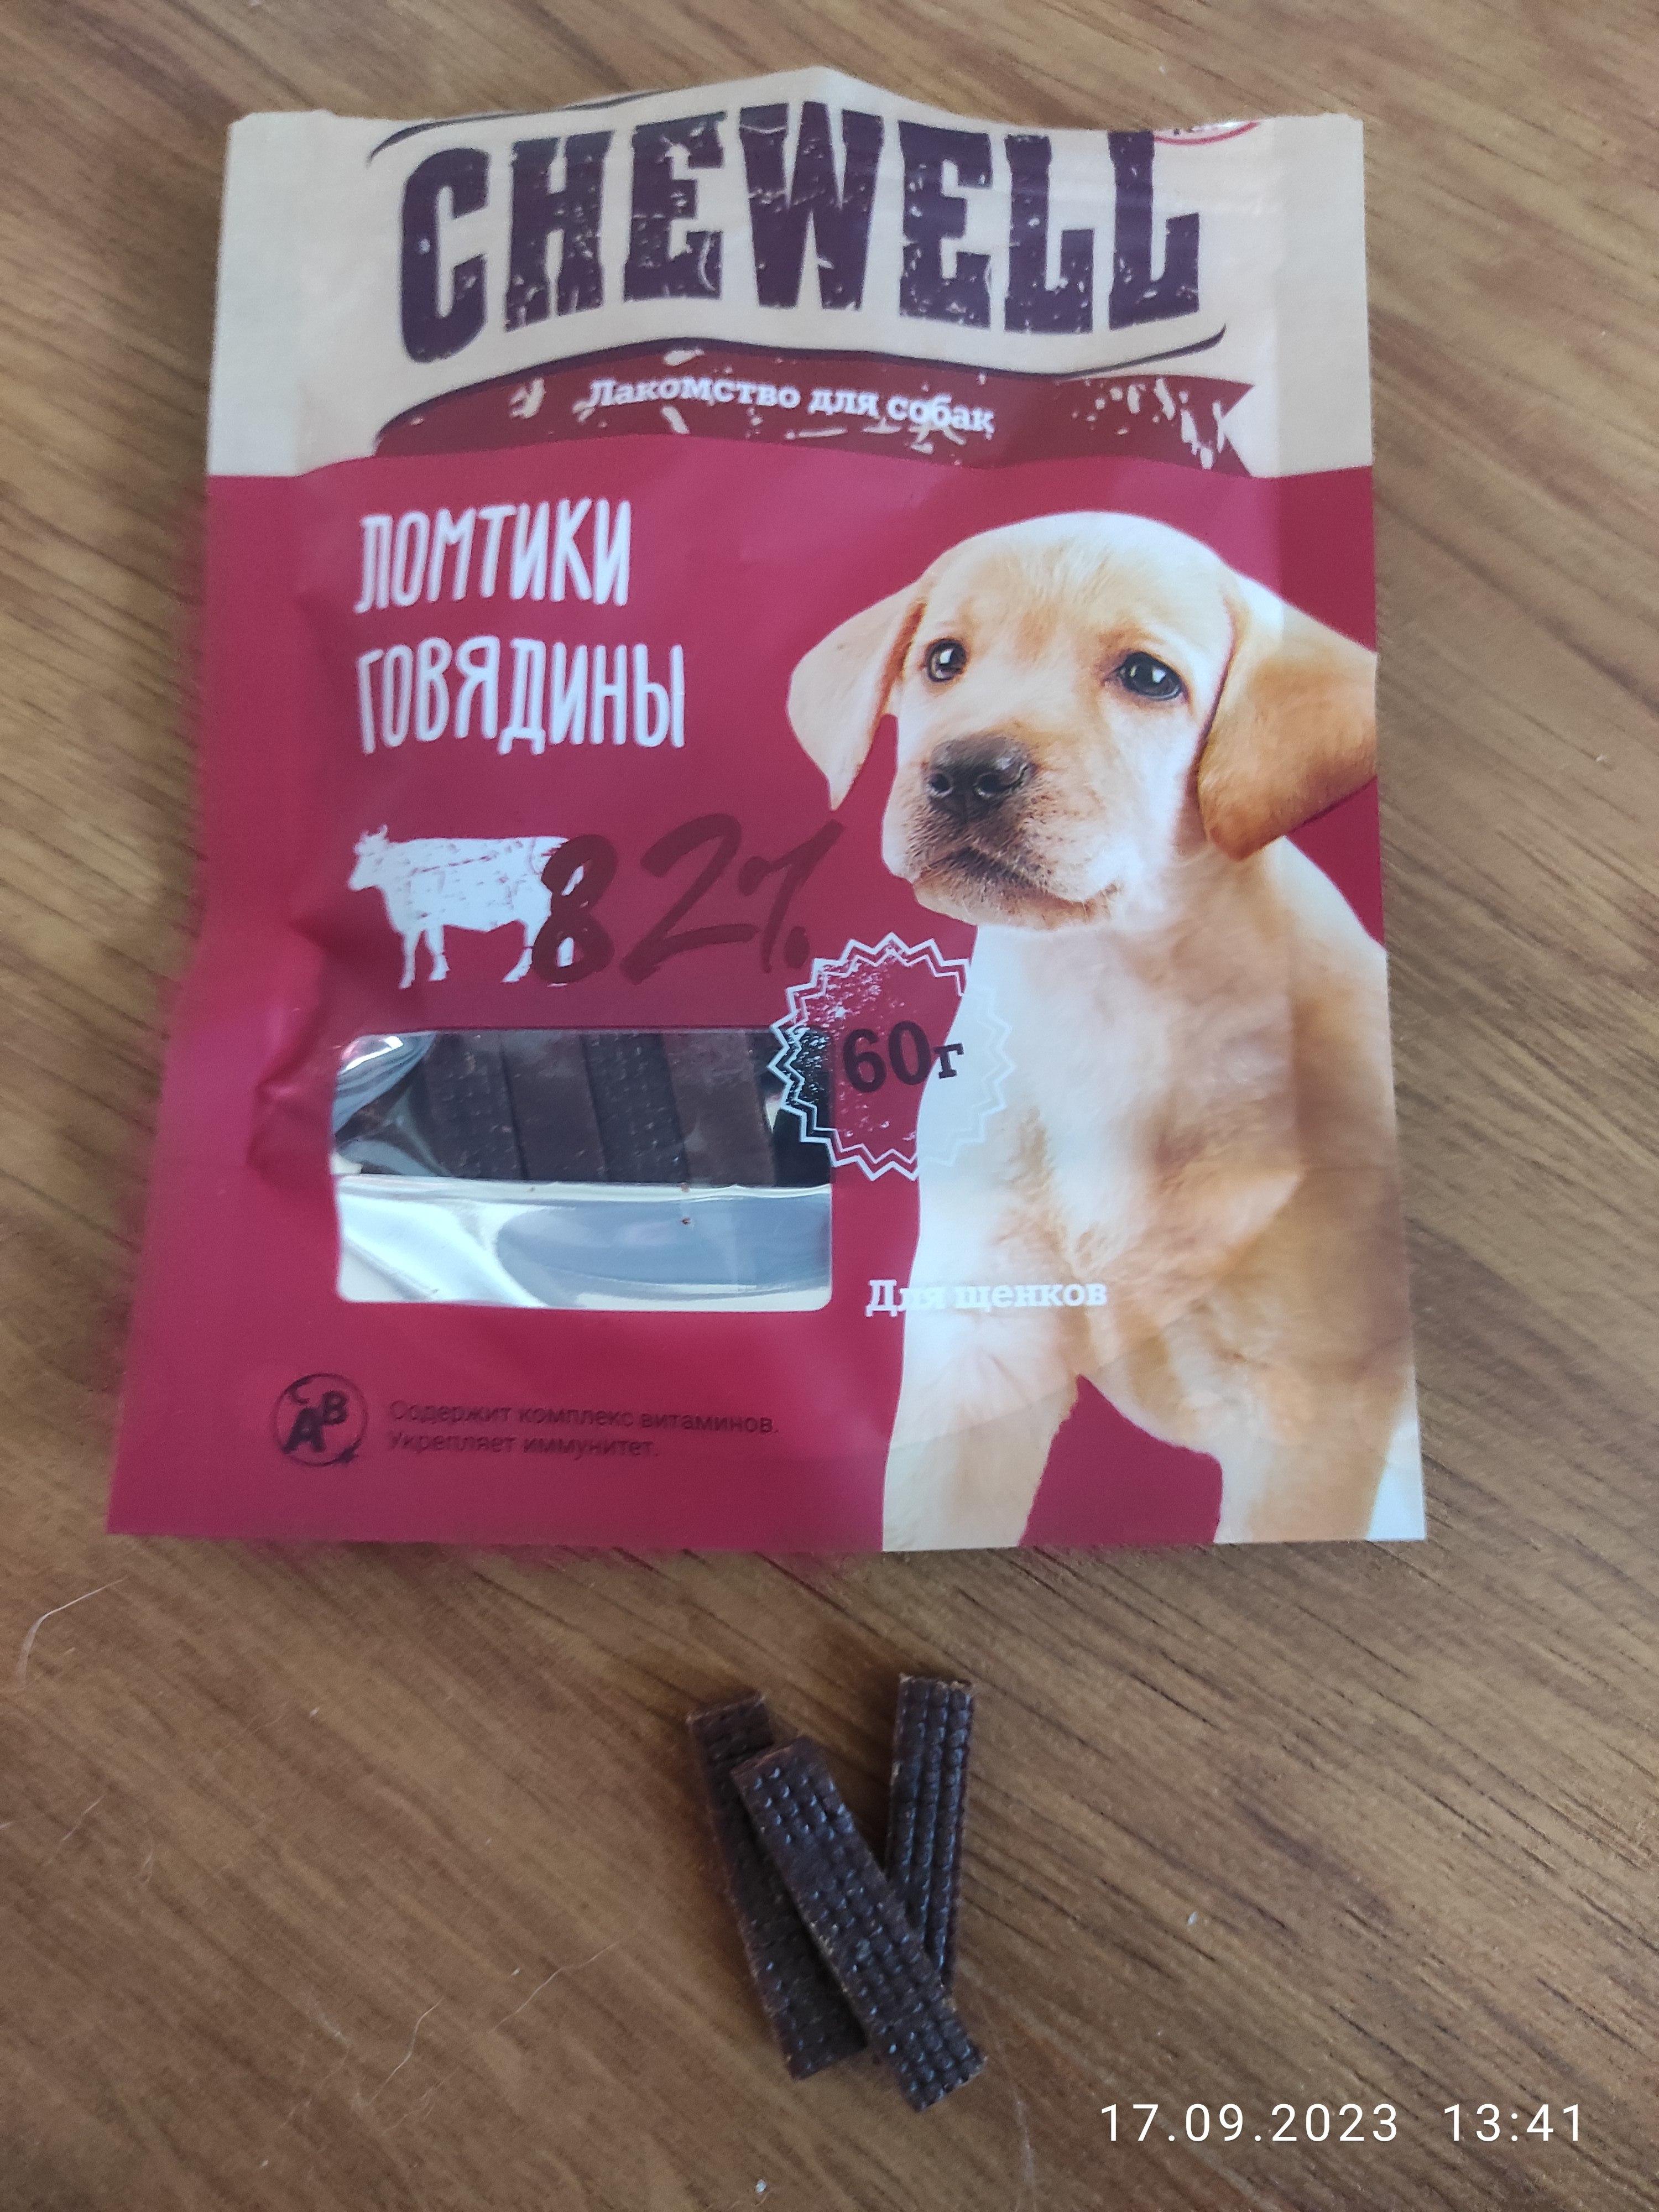 CHEWELL
Лакомство для собак
ЛОМТИКИ
ГОВЯДИНЫ
82%
60г
Для щенков
C
A B
Содержит комплекс витаминов.
Укрепляет иммунитет.
17.09.2023 13:41